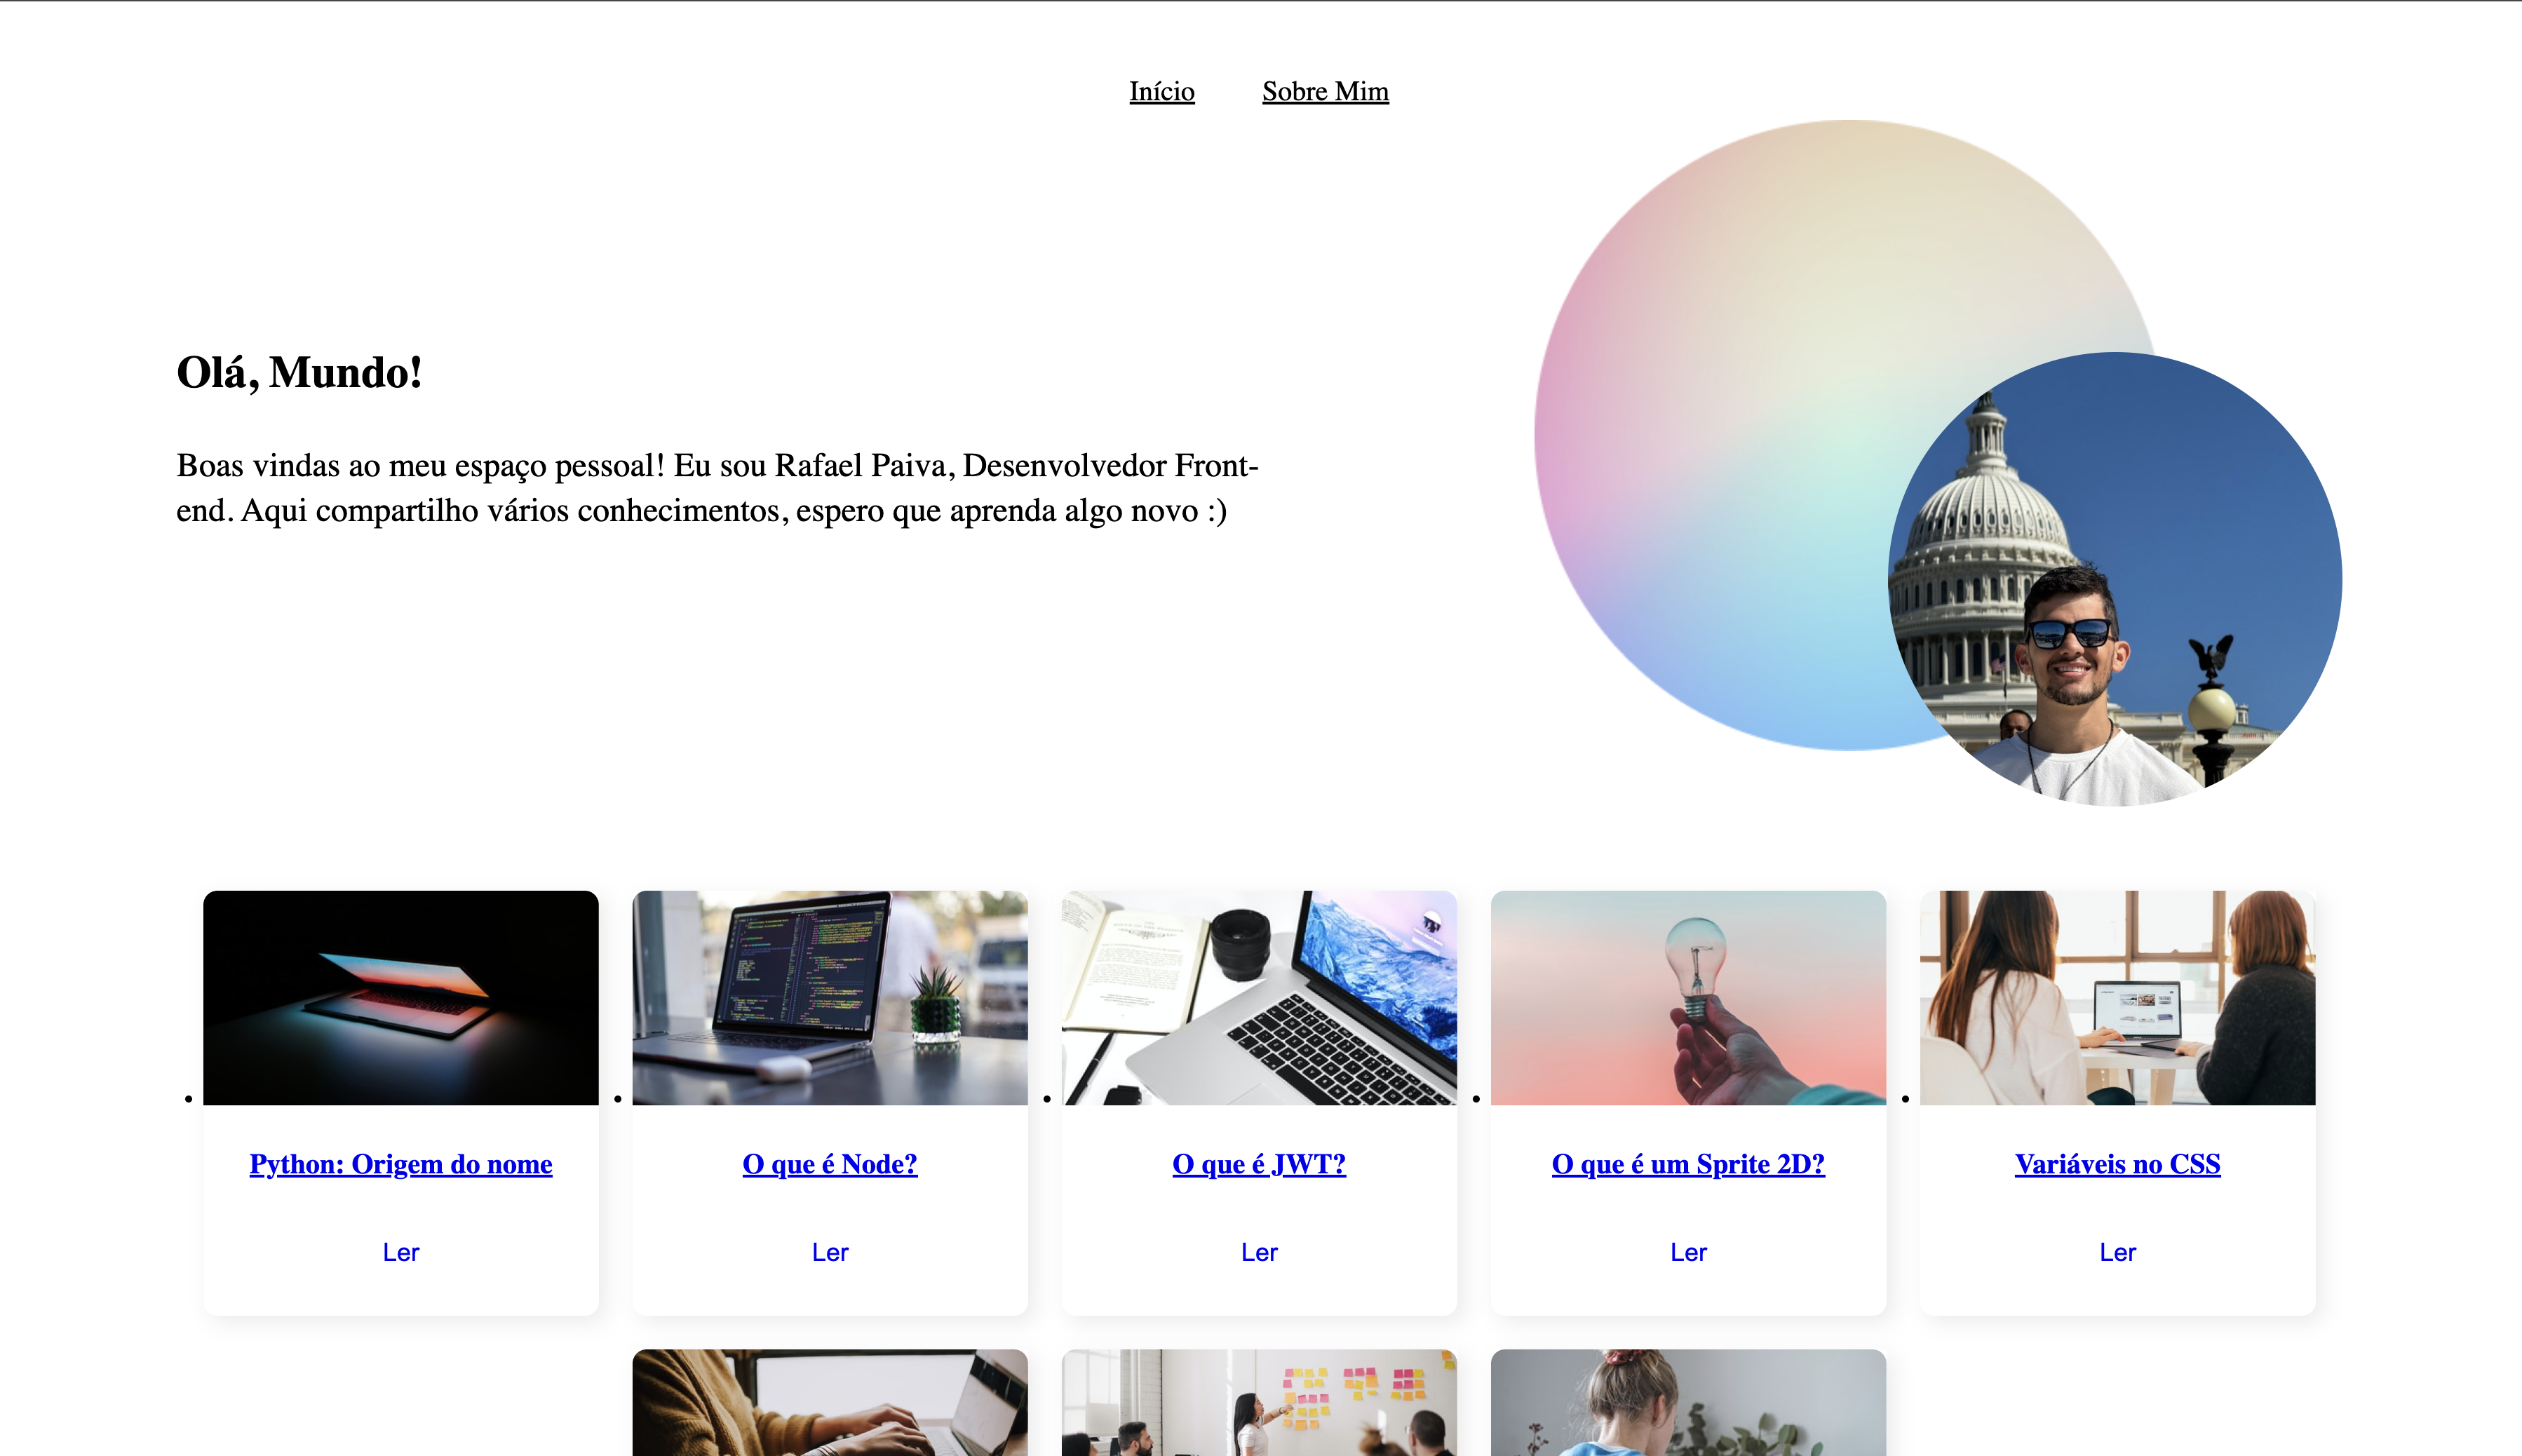 Início Sobre Mim
Olá, Mundo!
Boas vindas ao meu espaço pessoal! Eu sou Rafael Paiva, Desenvolvedor Front-
end. Aqui compartilho vários conhecimentos, espero que aprenda algo novo :)
Python: Origem do nome
Ler
O que é Node?
Ler
O que é JWT?
Ler
O que é um Sprite 2D?
Ler
Variáveis no CSS
Ler